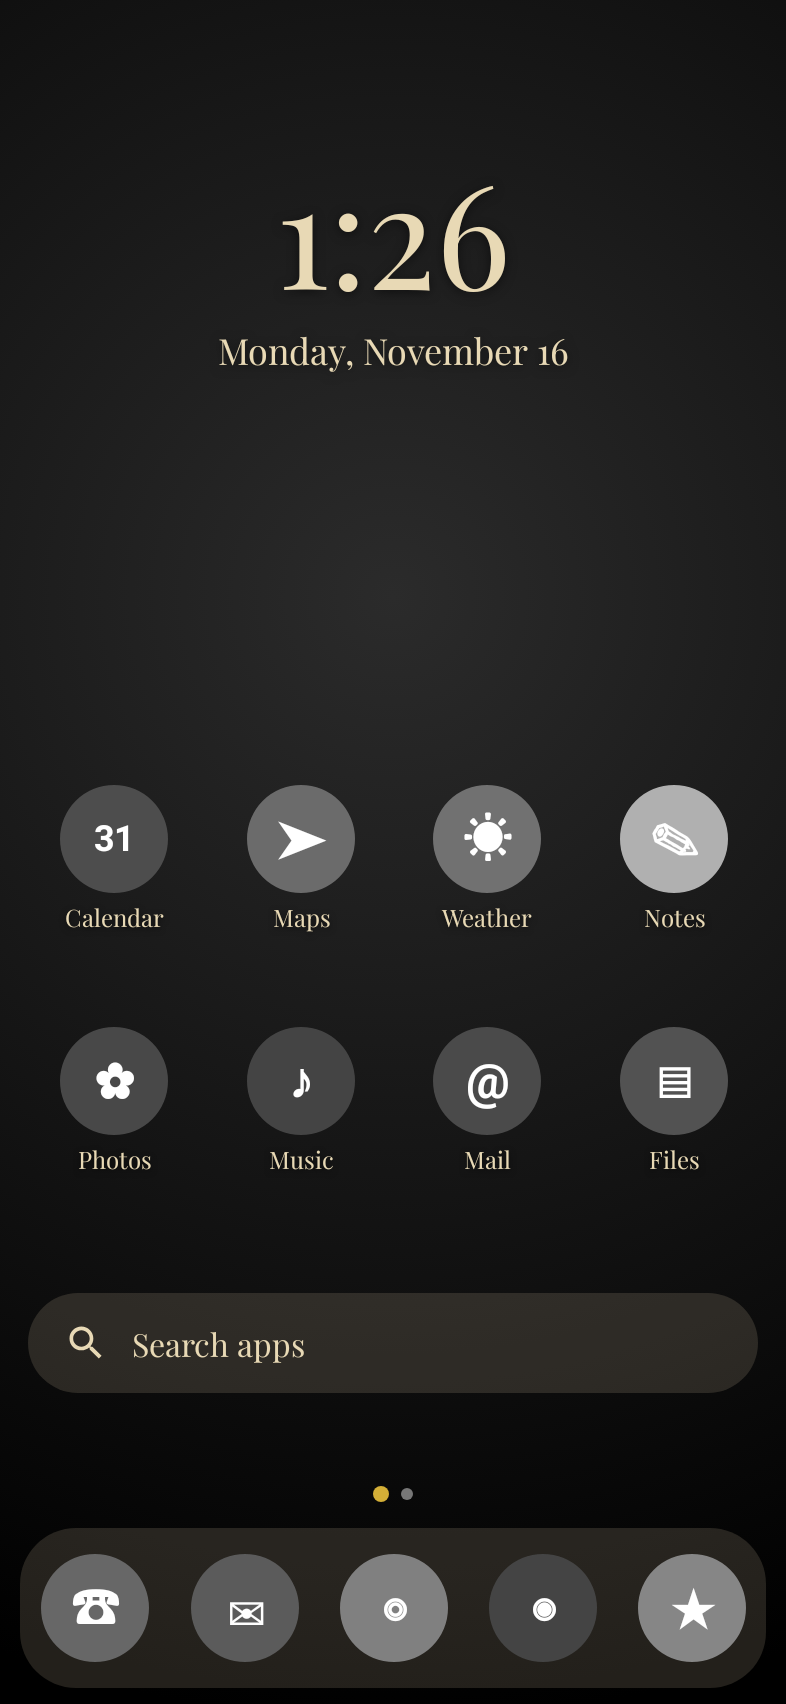 1:26
Monday, November 16
31
Calendar Maps Weather Notes
@
Photos Music Mail Files
Search apps